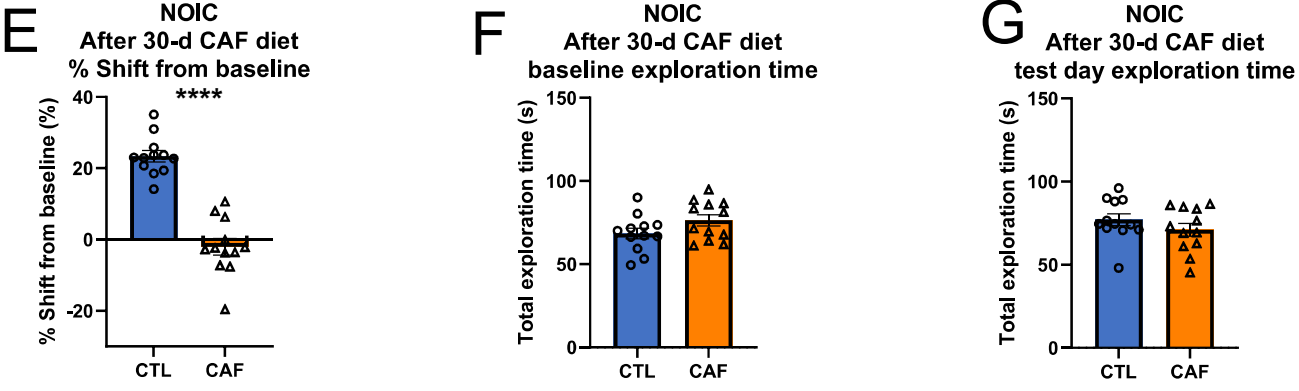 E
NOIC
After 30-d CAF diet
% Shift from baseline
% Shift from baseline (%)
40
20
0
-20
****
CTL
CAF
F
NOIC
After 30-d CAF diet
baseline exploration time
Total exploration time (s)
150
100
50
0
CTL
CAF
G
NOIC
After 30-d CAF diet
test day exploration time
Total exploration time (s)
150
100
50
0
CTL
CAF